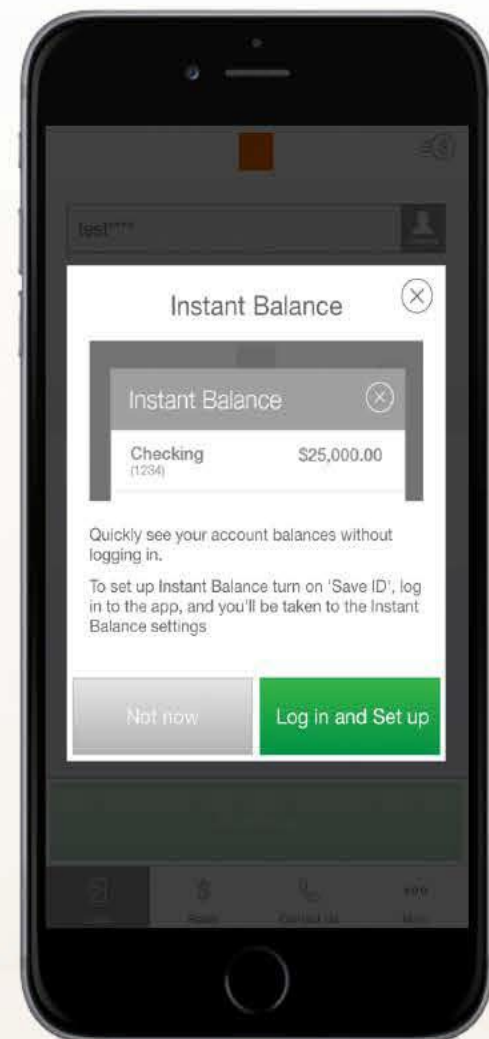 test****
Instant Balance
Instant Balance
Checking $25,000.00
(1234)
Quickly see your account balances without
logging in.
To set up Instant Balance turn on 'Save ID', log
in to the app, and you'll be taken to the Instant
Balance settings
Not now Log in and Set up
Contact Us More